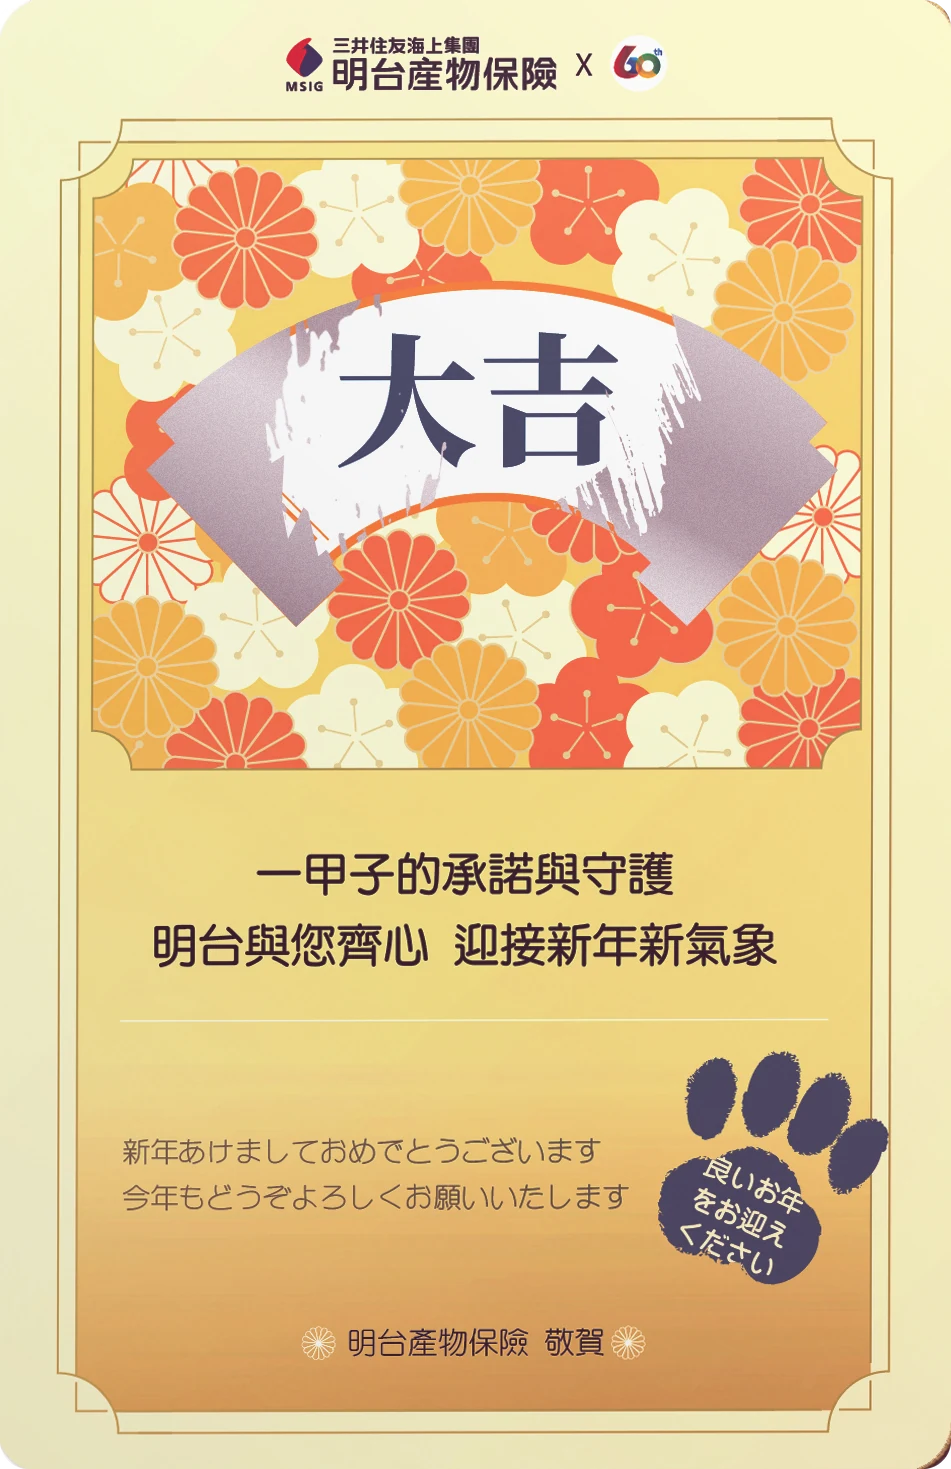 三井住友海上集團
MSIG
明台產物保險 X 60th
大吉
一甲子的承諾與守護
明台與您齊心 迎接新年新氣象
新年あけましておめでとうございます
今年もどうぞよろしくお願いいたします
良いお年
をお迎え
ください
明台產物保險 敬賀